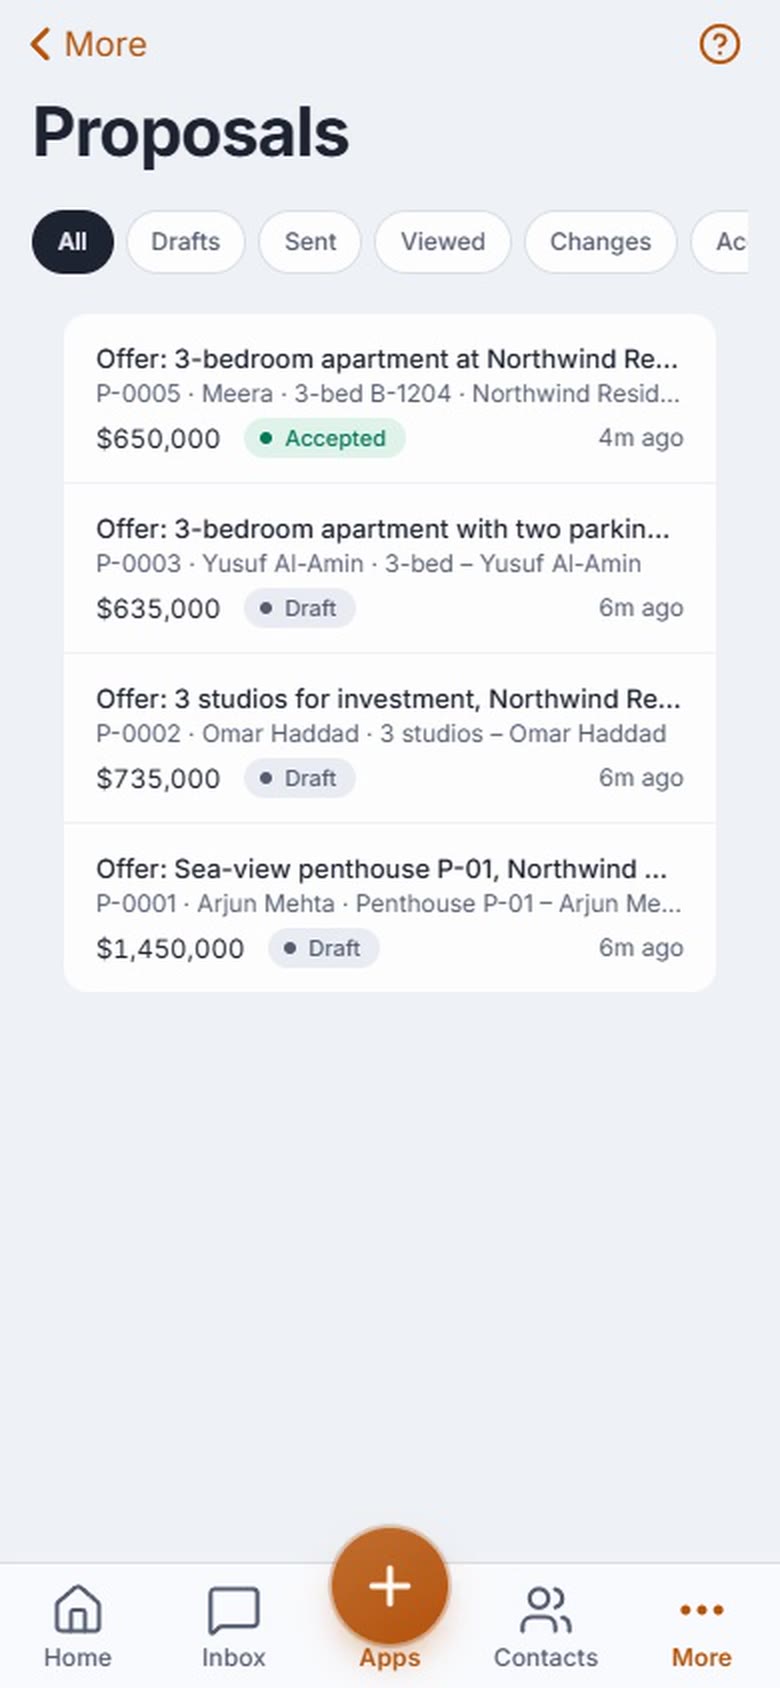 More
Proposals
All Drafts Sent Viewed Changes Ac
Offer: 3-bedroom apartment at Northwind Re...
P-0005 · Meera · 3-bed B-1204 · Northwind Resid...
$650,000 Accepted 4m ago
Offer: 3-bedroom apartment with two parkin...
P-0003 · Yusuf Al-Amin · 3-bed – Yusuf Al-Amin
$635,000 Draft 6m ago
Offer: 3 studios for investment, Northwind Re...
P-0002 · Omar Haddad · 3 studios – Omar Haddad
$735,000 Draft 6m ago
Offer: Sea-view penthouse P-01, Northwind ...
P-0001 · Arjun Mehta · Penthouse P-01 – Arjun Me...
$1,450,000 Draft 6m ago
Home Inbox Apps Contacts More